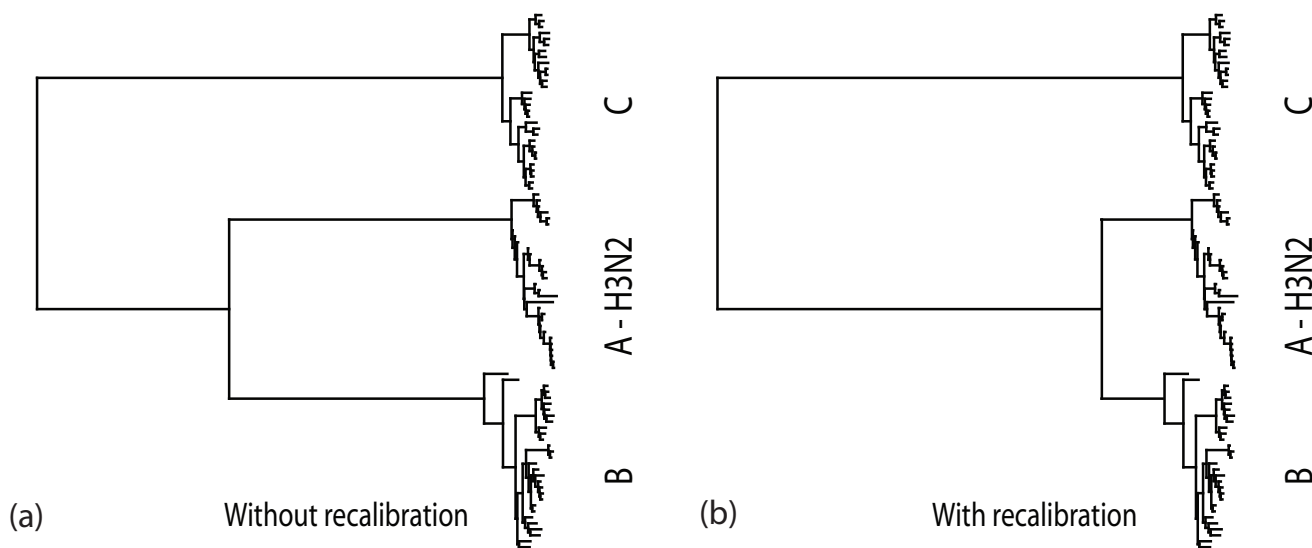 C
A - H3N2
B
(a)
Without recalibration
C
A - H3N2
B
(b)
With recalibration